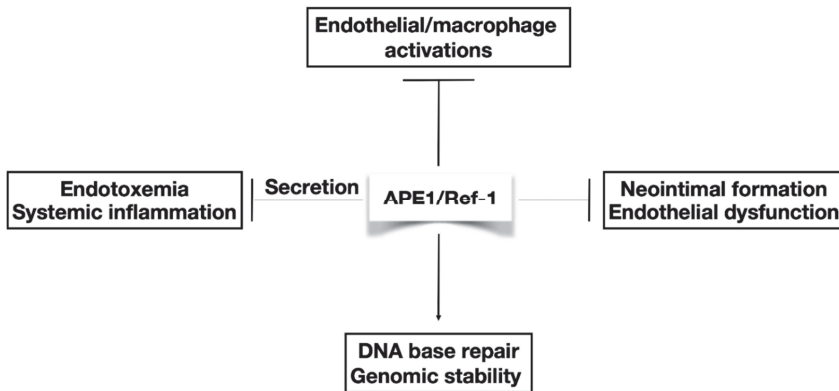 Endothelial/macrophage
activations
Endotoxemia
Systemic inflammation
Secretion
APE1/Ref-1
Neointimal formation
Endothelial dysfunction
DNA base repair
Genomic stability